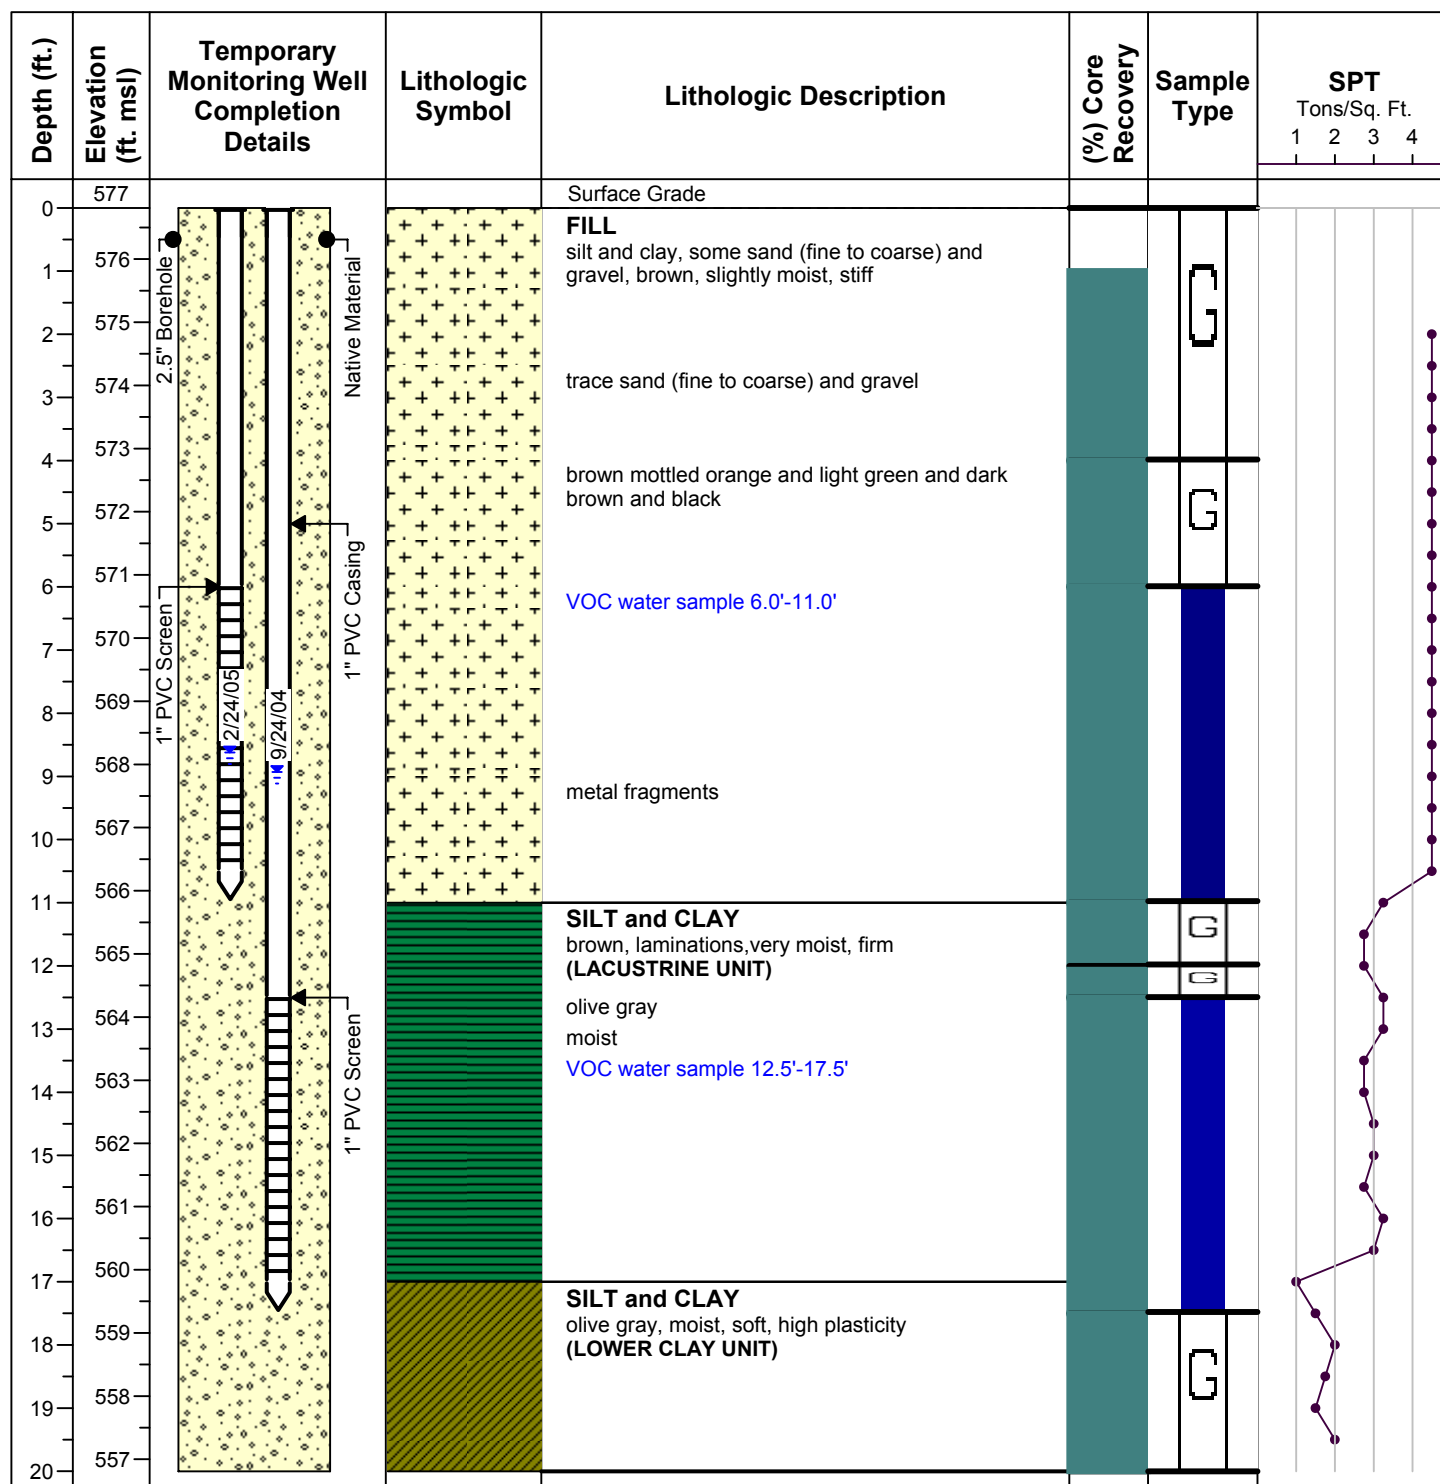 Depth (ft.)
Elevation
(ft. msl)
Temporary
Monitoring Well
Completion
Details
Lithologic
Symbol
Lithologic Description
(%) Core
Recovery
Sample
Type
SPT
Tons/Sq. Ft.
1 2 3 4
577
Surface Grade
0
1
2
3
4
5
6
7
8
9
10
11
12
13
14
15
16
17
18
19
20
576
575
574
573
572
571
570
569
568
567
566
565
564
563
562
561
560
559
558
557
2.5" Borehole
Native Material
1" PVC Screen
1" PVC Casing
2/24/05
9/24/04
1" PVC Screen
FILL
silt and clay, some sand (fine to coarse) and
gravel, brown, slightly moist, stiff
trace sand (fine to coarse) and gravel
brown mottled orange and light green and dark
brown and black
VOC water sample 6.0'-11.0'
metal fragments
SILT and CLAY
brown, laminations,very moist, firm
(LACUSTRINE UNIT)
olive gray
moist
VOC water sample 12.5'-17.5'
SILT and CLAY
olive gray, moist, soft, high plasticity
(LOWER CLAY UNIT)
G
G
G
G
G